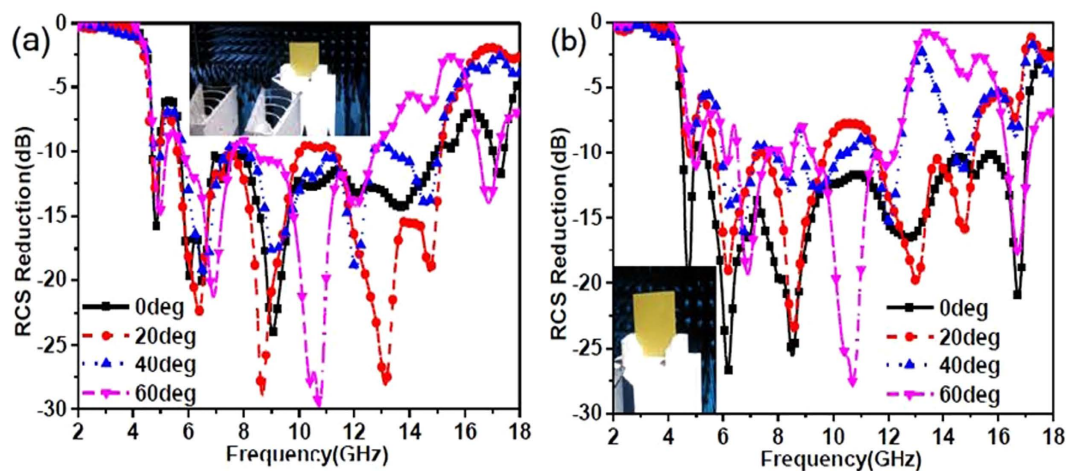 (a)
RCS Reduction(dB)
0
-5
-10
-15
-20
-25
-30
0deg
20deg
40deg
60deg
2 4 6 8 10 12 14 16 18
Frequency(GHz)
(b)
RCS Reduction(dB)
0
-5
-10
-15
-20
-25
-30
0deg
20deg
40deg
60deg
2 4 6 8 10 12 14 16 18
Frequency(GHz)